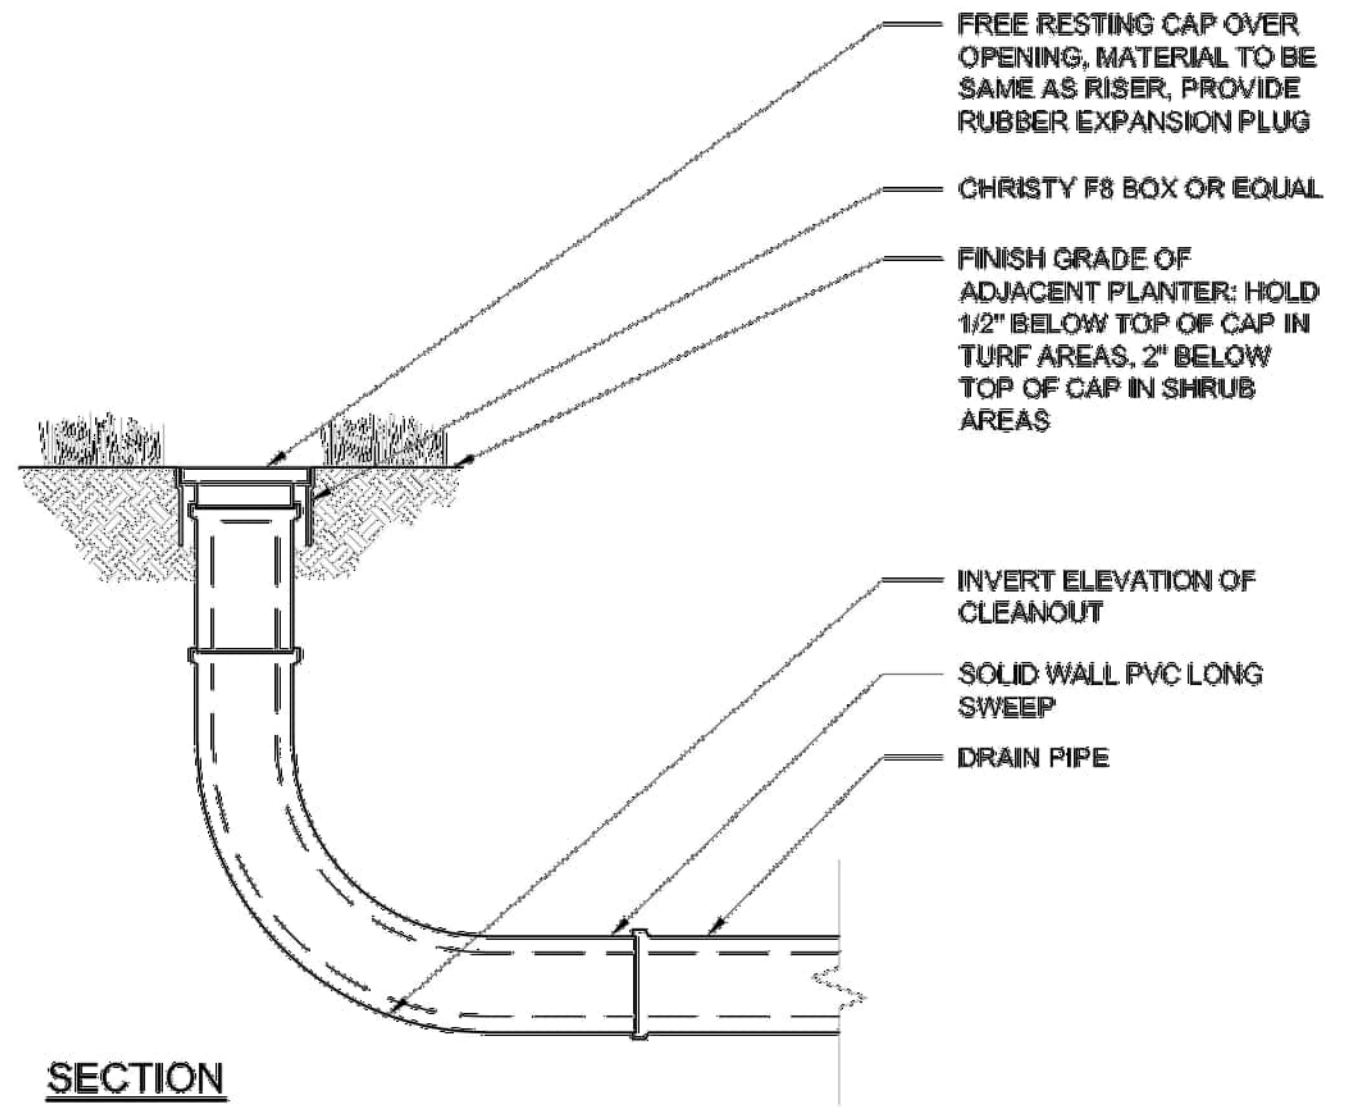 FREE RESTING CAP OVER
OPENING, MATERIAL TO BE
SAME AS RISER, PROVIDE
RUBBER EXPANSION PLUG
CHRISTY F8 BOX OR EQUAL
FINISH GRADE OF
ADJACENT PLANTER: HOLD
1/2" BELOW TOP OF CAP IN
TURF AREAS, 2" BELOW
TOP OF CAP IN SHRUB
AREAS
INVERT ELEVATION OF
CLEANOUT
SOLID WALL PVC LONG
SWEEP
DRAIN PIPE
SECTION